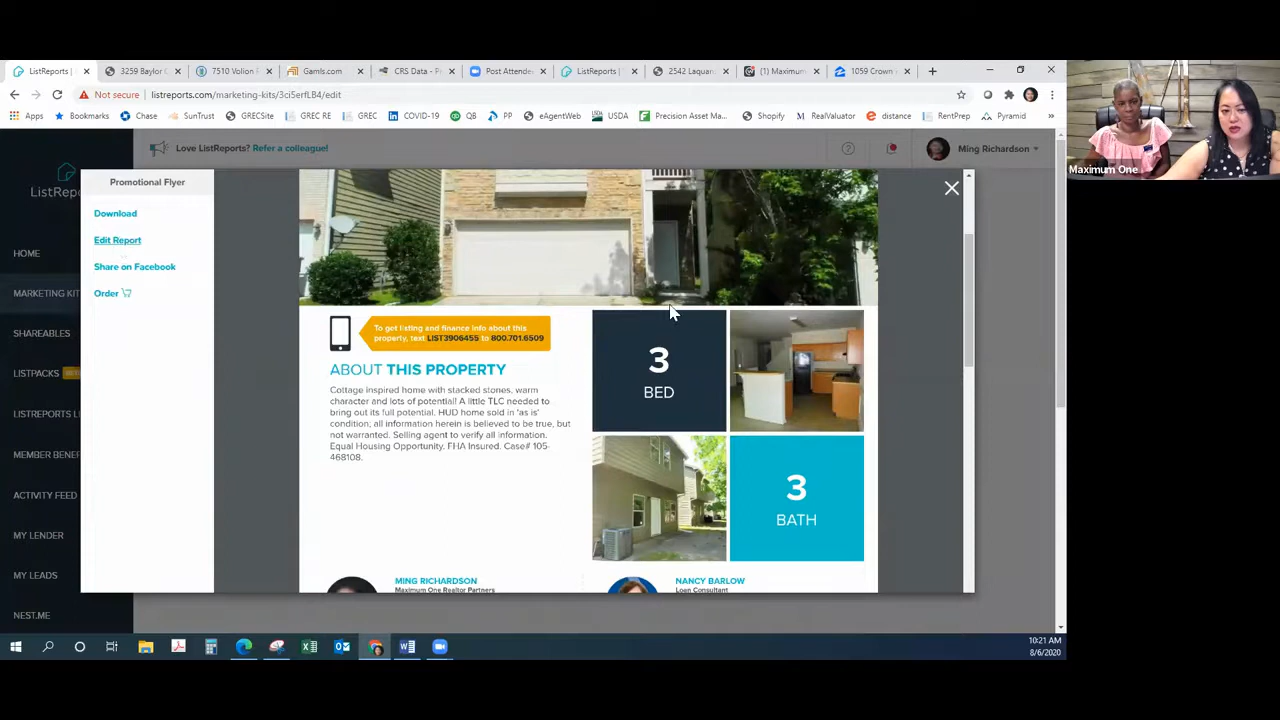 ListReports |
3259 Baylor
7510 Volion
Gamls.com
CRS Data - P
Post Attende
ListReports |
2542 Laquan
(1) Maximum
1059 Crown
Not secure
listreports.com/marketing-kits/3ci5erfLB4/edit
Apps
Bookmarks
Chase
SunTrust
GRECSite
GREC RE
GREC
COVID-19
QB
PP
eAgentWeb
USDA
Precision Asset Ma...
Shopify
RealValuator
distance
RentPrep
Pyramid
Maximum One
Love ListReports? Refer a colleague!
Ming Richardson
ListRepo
HOME
MARKETING KIT
SHAREABLES
LISTPACKS
LISTREPORTS L
MEMBER BENEF
ACTIVITY FEED
MY LENDER
MY LEADS
NEST.ME
Promotional Flyer
Download
Edit Report
Share on Facebook
Order
To get listing and finance info about this
property, text LIST3906455 to 800.701.6509
ABOUT THIS PROPERTY
Cottage inspired home with stacked stones, warm
character and lots of potential! A little TLC needed to
bring out its full potential. HUD home sold in 'as is'
condition; all information herein is believed to be true, but
not warranted. Selling agent to verify all information.
Equal Housing Opportunity. FHA Insured. Case# 105-
468108.
3
BED
3
BATH
MING RICHARDSON
Maximum One Realtor Partners
NANCY BARLOW
Loan Consultant
10:21 AM
8/6/2020